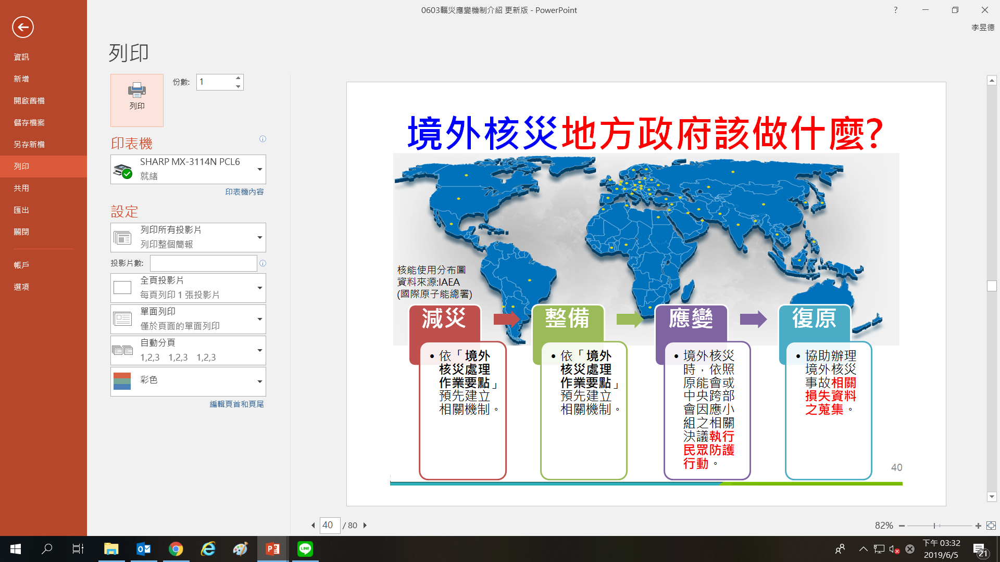 0603輻災應變機制介紹 更新版 - PowerPoint
?
李昱德
資訊
新增
開啟舊檔
儲存檔案
另存新檔
列印
共用
匯出
關閉
帳戶
選項
列印
列印
份數:
1
印表機
SHARP MX-3114N PCL6
就緒
印表機內容
設定
列印所有投影片
列印整個簡報
投影片數:
全頁投影片
每頁列印 1 張投影片
單面列印
僅於頁面的單面列印
自動分頁
1,2,3 1,2,3 1,2,3
彩色
編輯頁首和頁尾
境外核災地方政府該做什麼?
核能使用分布圖
資料來源:IAEA
(國際原子能總署)
減災
• 依「境外
核災處理
作業要點」
預先建立
相關機制。
整備
• 依「境外
核災處理
作業要點」
預先建立
相關機制。
應變
• 境外核災
時，依照
原能會或
中央跨部
會因應小
組之相關
決議執行
民眾防護
行動。
復原
• 協助辦理
境外核災
事故相關
損失資料
之蒐集。
40
40 / 80
82%
下午 03:32
2019/6/5
21
LINE